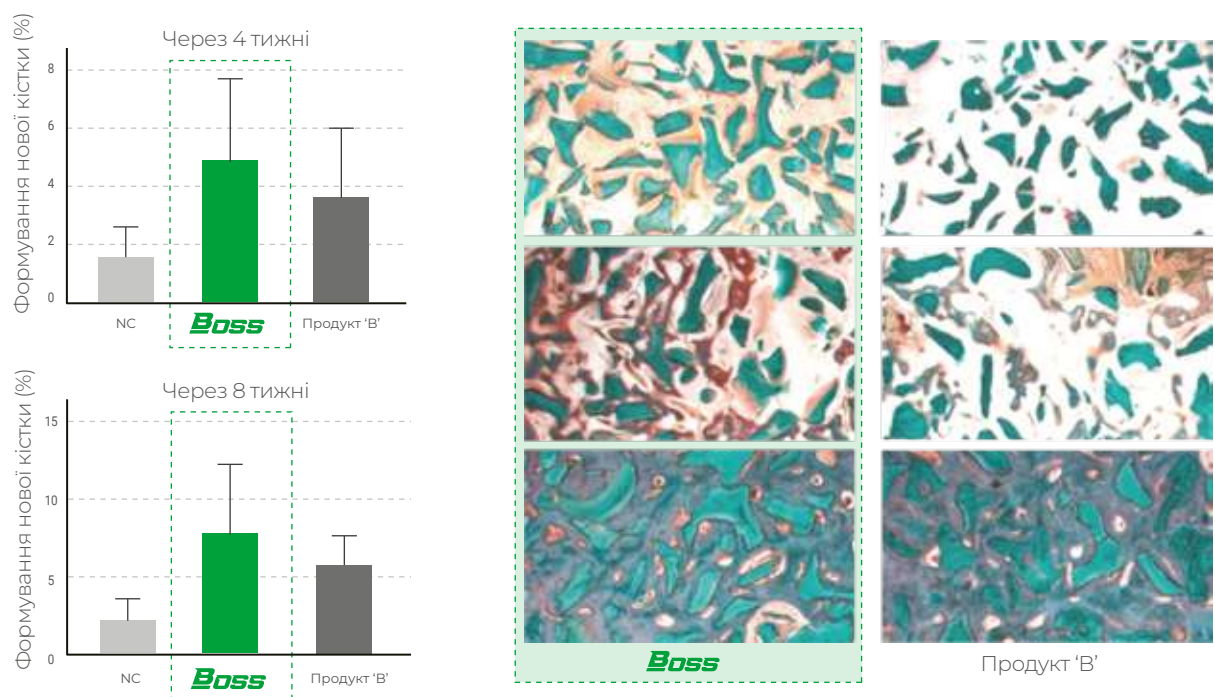 Через 4 тижні
Формування нової кістки (%)
8
6
4
2
0
NC
Boss
Продукт ‘B’
Через 8 тижні
Формування нової кістки (%)
15
10
5
0
NC
Boss
Продукт ‘B’
Boss
Продукт ‘B’